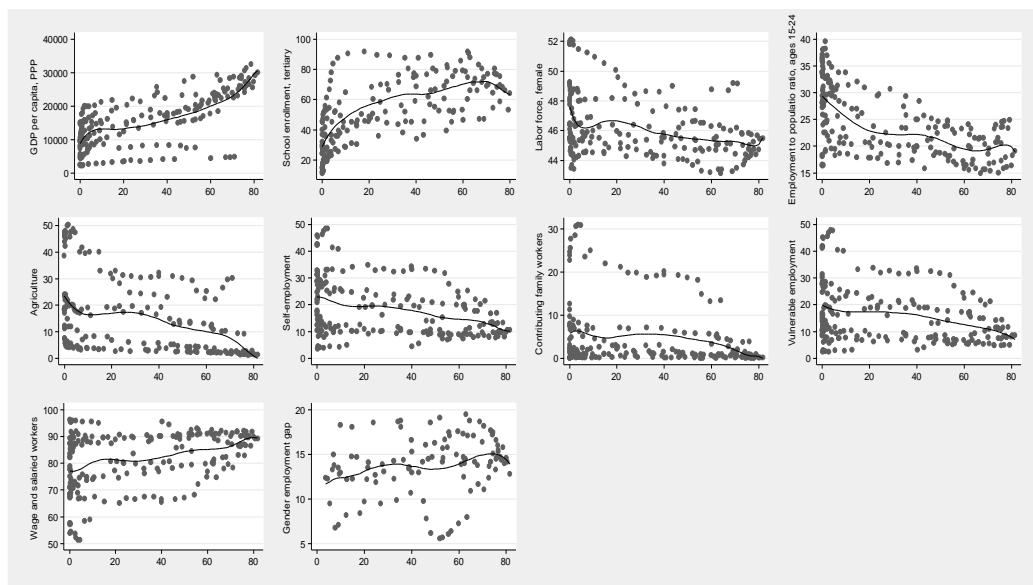 GDP per capita, PPP
40000
30000
20000
10000
0
0 20 40 60 80
School enrollment, tertiary
100
80
60
40
20
0 20 40 60 80
Labor force, female
52
50
48
46
44
0 20 40 60 80
Employment to populatio ratio, ages 15-24
40
35
30
25
20
15
0 20 40 60 80
Agriculture
50
40
30
20
10
0
0 20 40 60 80
Self-employment
50
40
30
20
10
0
0 20 40 60 80
Contributing family workers
30
20
10
0
0 20 40 60 80
Vulnerable employment
50
40
30
20
10
0
0 20 40 60 80
Wage and salaried workers
100
90
80
70
60
50
0 20 40 60 80
Gender employment gap
20
15
10
5
0 20 40 60 80